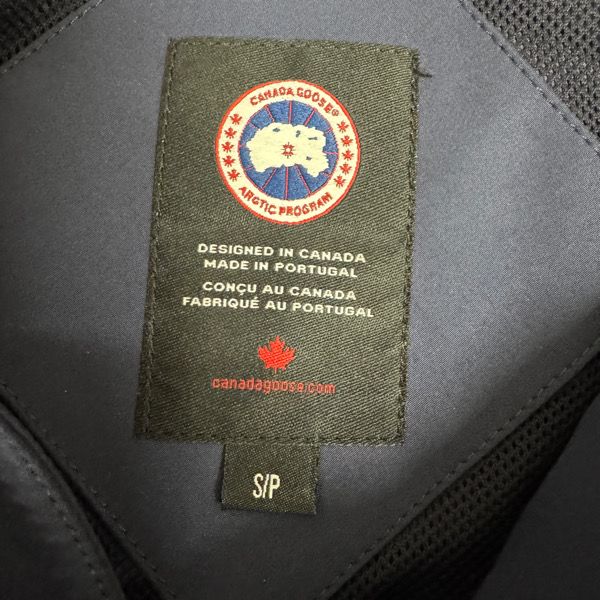 CANADA GOOSE®
ARCTIC PROGRAM
DESIGNED IN CANADA
MADE IN PORTUGAL
CONÇU AU CANADA
FABRIQUÉ AU PORTUGAL
canadagoose.com
S/P